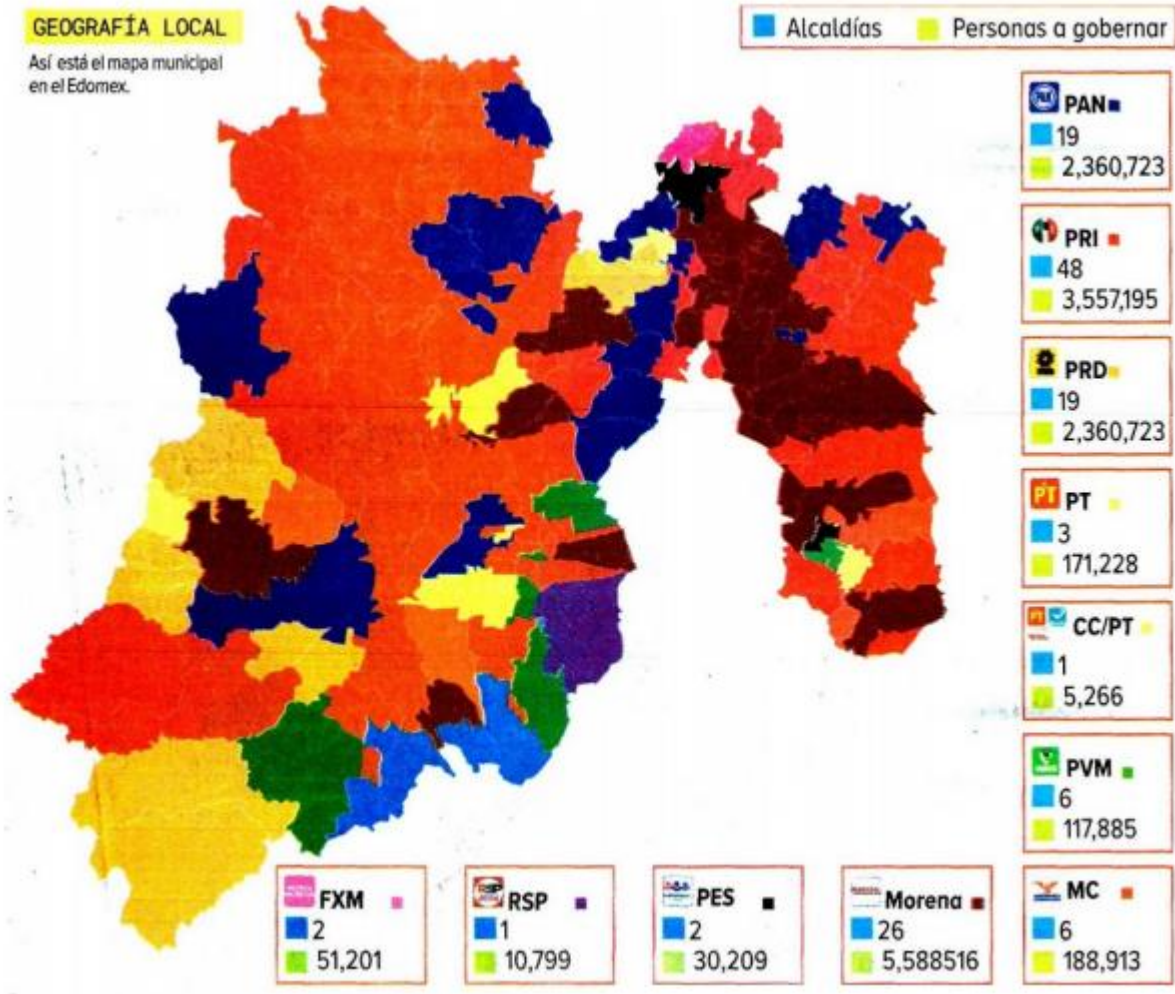 GEOGRAFÍA LOCAL
Así está el mapa municipal
en el Edomex.
Alcaldías
Personas a gobernar
PAN
19
2,360,723
PRI
48
3,557,195
PRD
19
2,360,723
PT
PT
3
171,228
PT
CC/PT
1
5,266
PVM
6
117,885
FXM
2
51,201
RSP
RSP
1
10,799
PES
2
30,209
Morena
26
5,588516
MC
6
188,913